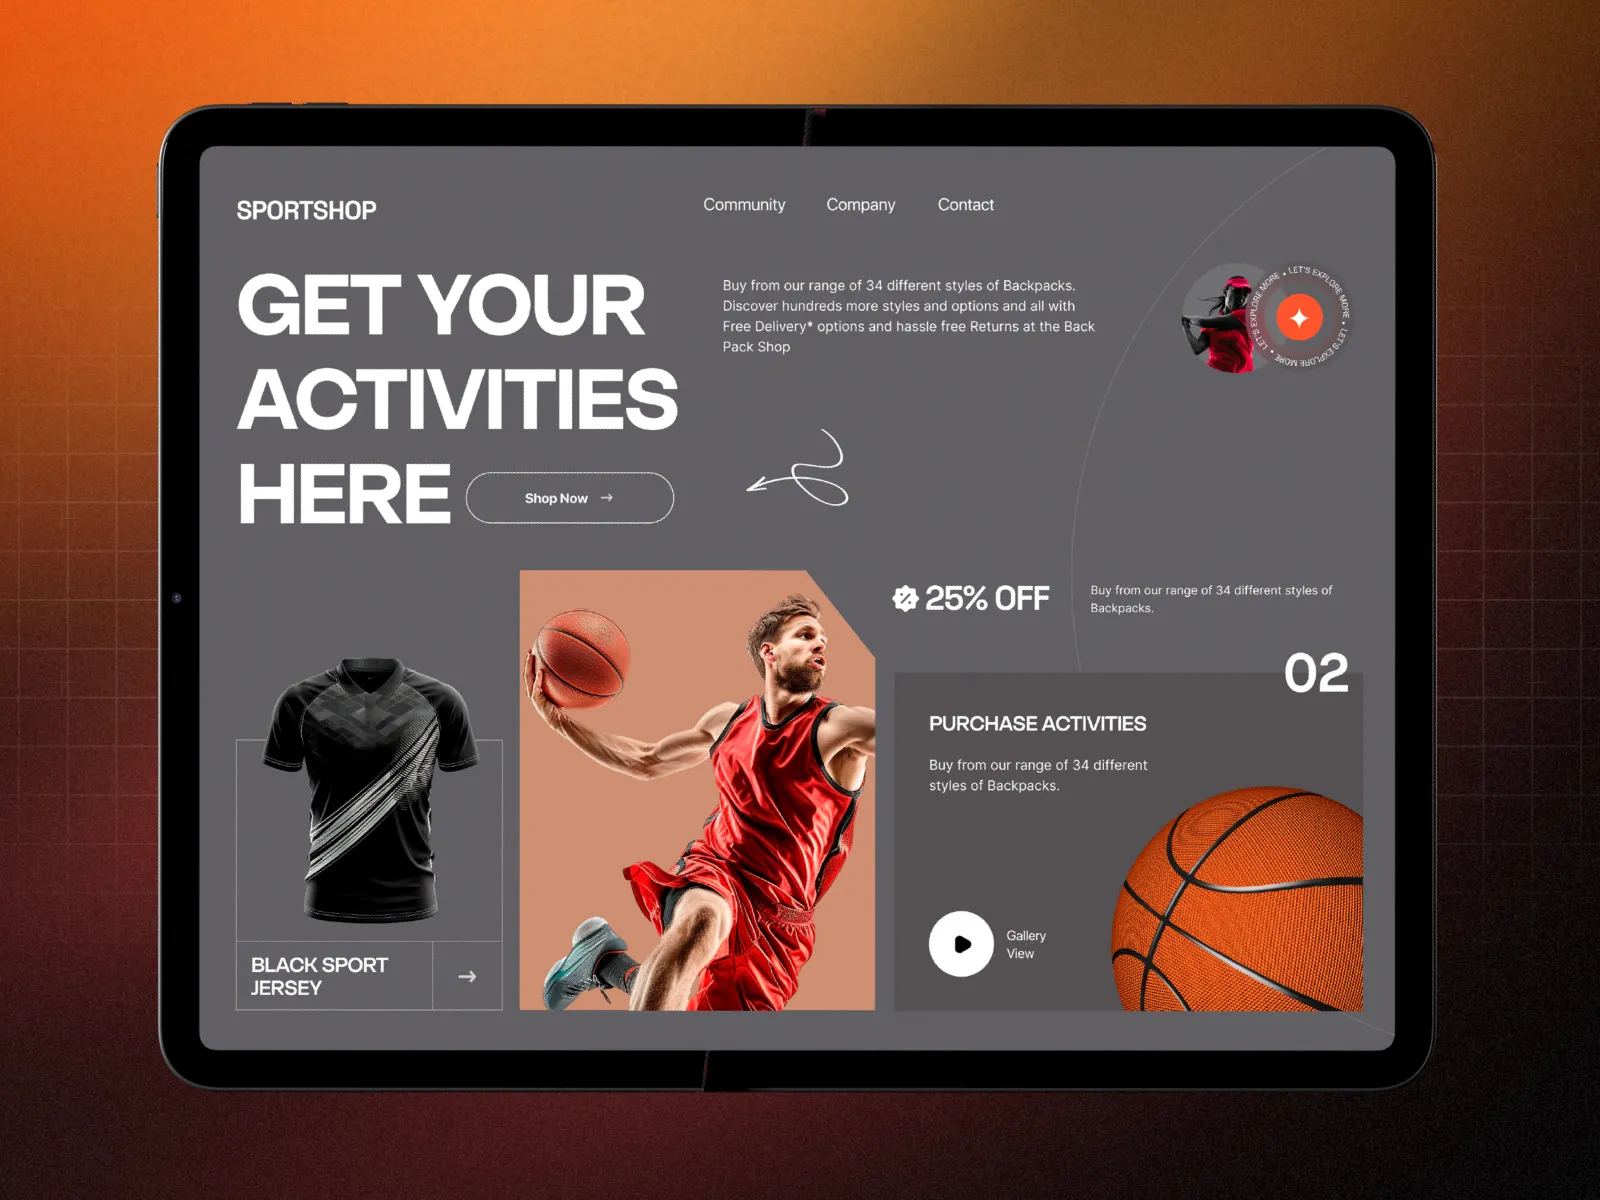 SPORTSHOP
Community
Company
Contact
GET YOUR
ACTIVITIES
HERE
Shop Now
Buy from our range of 34 different styles of Backpacks.
Discover hundreds more styles and options and all with
Free Delivery* options and hassle free Returns at the Back
Pack Shop
LET'S EXPLORE MORE • LET'S EXPLORE MORE • LET'S EXPLORE MORE •
25% OFF
Buy from our range of 34 different styles of
Backpacks.
02
PURCHASE ACTIVITIES
Buy from our range of 34 different
styles of Backpacks.
Gallery
View
BLACK SPORT
JERSEY